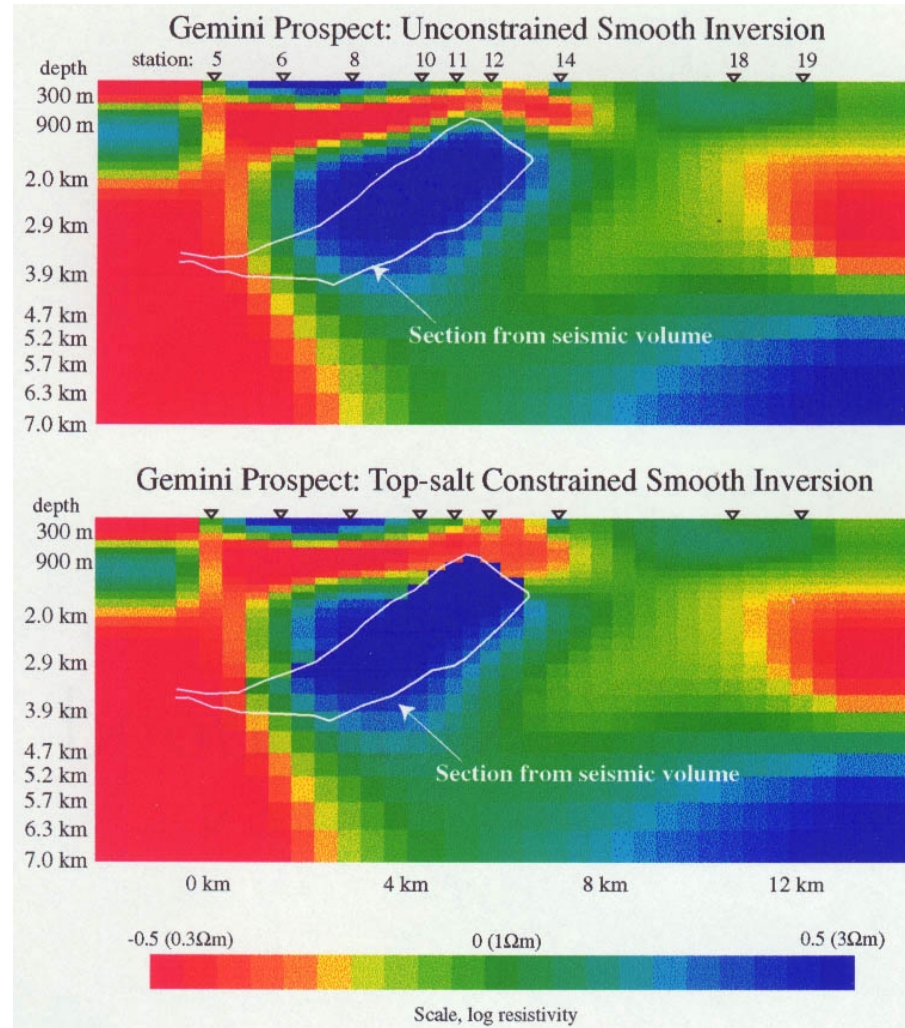 Gemini Prospect: Unconstrained Smooth Inversion
depth
station: 5 6 8 10 11 12 14 18 19
300 m
900 m
2.0 km
2.9 km
3.9 km
4.7 km
5.2 km
5.7 km
6.3 km
7.0 km
Section from seismic volume
Gemini Prospect: Top-salt Constrained Smooth Inversion
depth
300 m
900 m
2.0 km
2.9 km
3.9 km
4.7 km
5.2 km
5.7 km
6.3 km
7.0 km
Section from seismic volume
0 km 4 km 8 km 12 km
-0.5 (0.3Ωm) 0 (1Ωm) 0.5 (3Ωm)
Scale, log resistivity